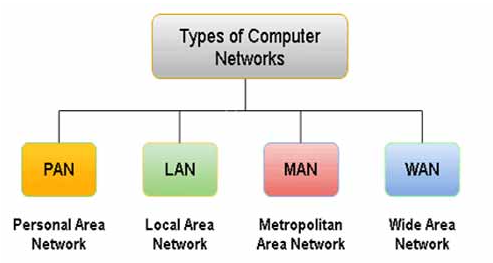 Types of Computer
Networks
PAN
LAN
MAN
WAN
Personal Area
Network
Local Area
Network
Metropolitan
Area Network
Wide Area
Network